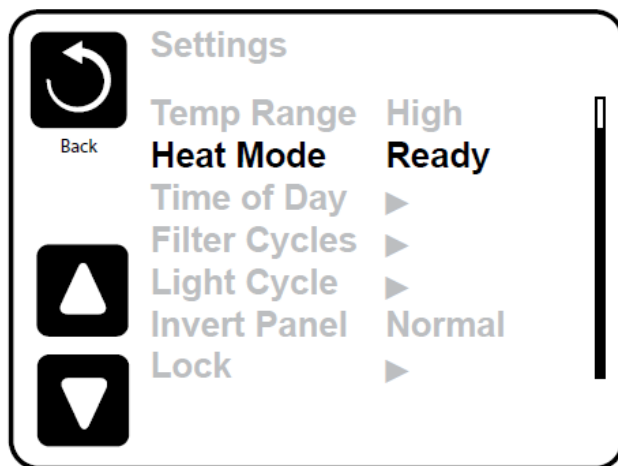 Settings
Back
Temp Range High
Heat Mode Ready
Time of Day ▶
Filter Cycles ▶
Light Cycle ▶
Invert Panel Normal
Lock ▶